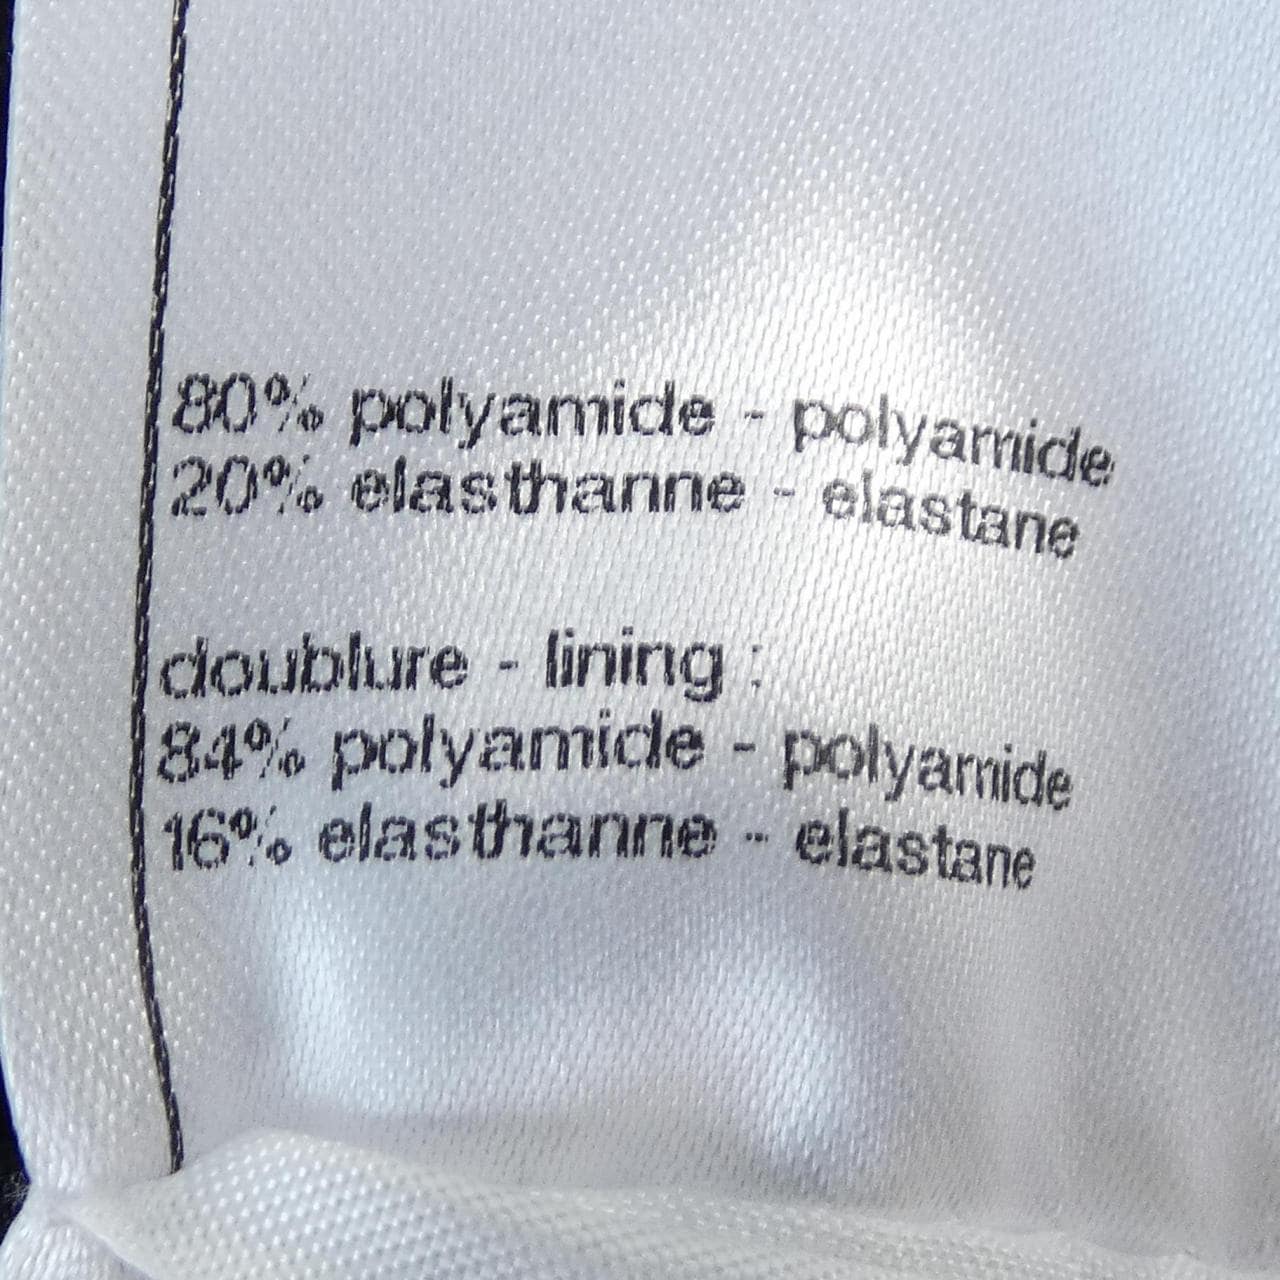 80% polyamide - polyamide
20% elasthanne - elastane
doublure - lining :
84% polyamide - polyamide
16% elasthanne - elastane